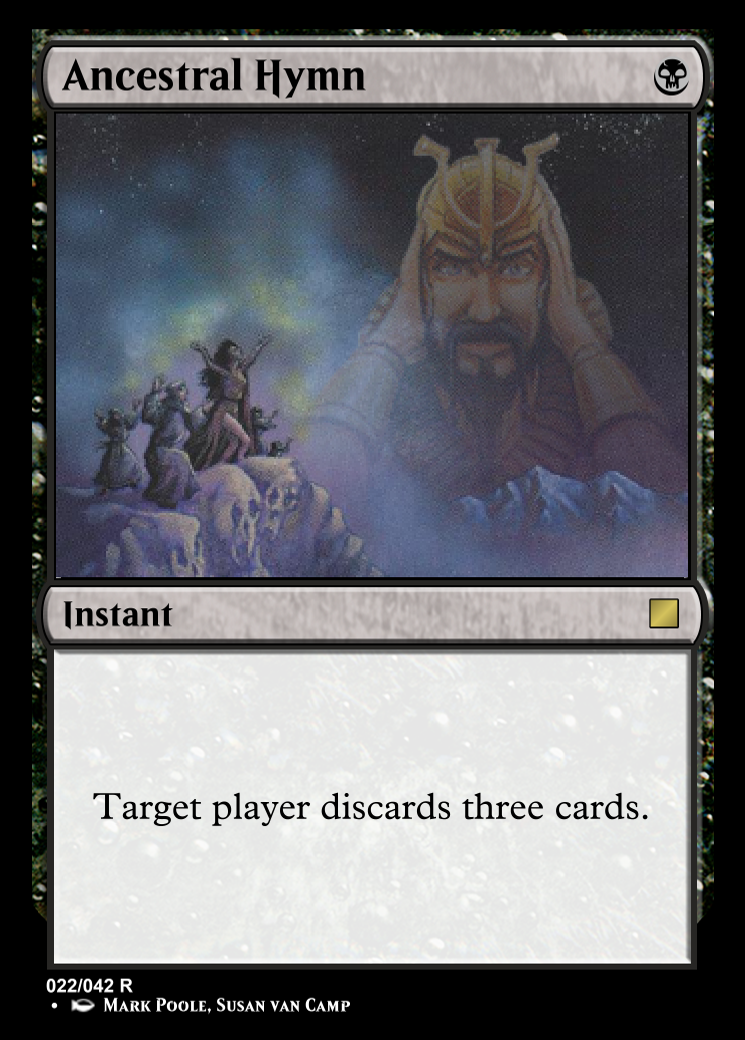 Ancestral Hymn
Instant
Target player discards three cards.
022/042 R
• Mark Poole, Susan van Camp